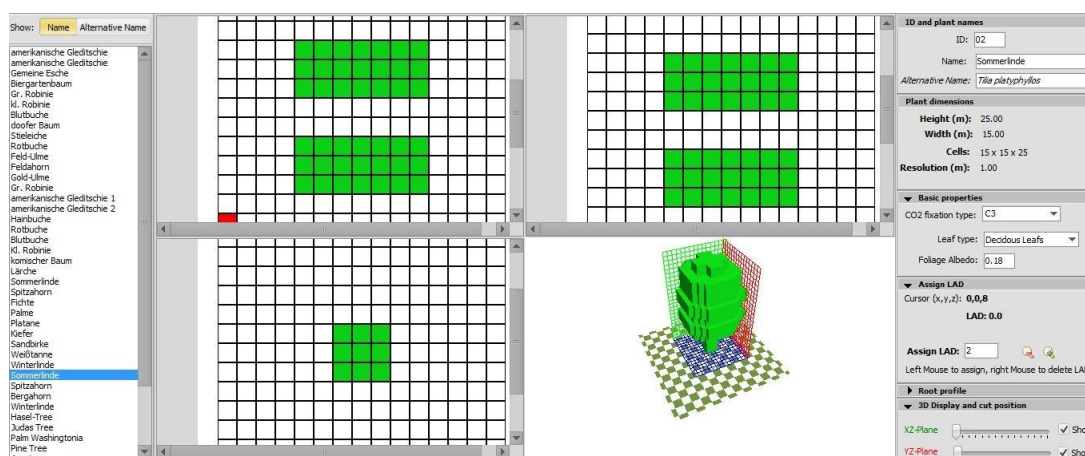 Show: Name Alternative Name
amerikanische Gleditschie
amerikanische Gleditschie
Gemeine Esche
Biergartenbaum
Gr. Robinie
kl. Robinie
Blutbuche
doofer Baum
Stieleiche
Rotbuche
Feld-Ulme
Feldahorn
Gold-Ulme
Gr. Robinie
amerikanische Gleditschie 1
amerikanische Gleditschie 2
Hainbuche
Rotbuche
Blutbuche
Kl. Robinie
komischer Baum
Lärche
Sommerlinde
Spitzahorn
Fichte
Palme
Platane
Kiefer
Sandbirke
Weißtanne
Winterlinde
Sommerlinde
Spitzahorn
Bergahorn
Winterlinde
Hasel-Tree
Judas Tree
Palm Washingtonia
Pine Tree
ID and plant names
ID: 02
Name: Sommerlinde
Alternative Name: Tilia platyphyllos
Plant dimensions
Height (m): 25.00
Width (m): 15.00
Cells: 15 x 15 x 25
Resolution (m): 1.00
Basic properties
CO2 fixation type: C3
Leaf type: Decidous Leafs
Foliage Albedo: 0.18
Assign LAD
Cursor (x,y,z): 0,0,8
LAD: 0.0
Assign LAD: 2
Left Mouse to assign, right Mouse to delete LA
Root profile
3D Display and cut position
XZ-Plane Sho
YZ-Plane Sho